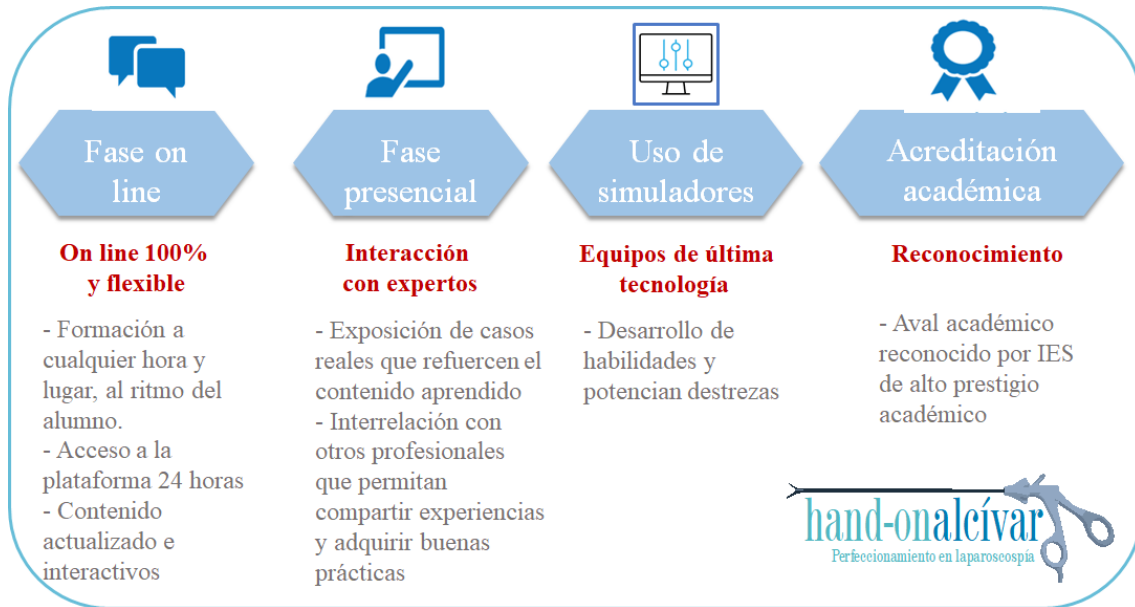 Fase on
line
On line 100%
y flexible
- Formación a
cualquier hora y
lugar, al ritmo del
alumno.
- Acceso a la
plataforma 24 horas
- Contenido
actualizado e
interactivos
Fase
presencial
Interacción
con expertos
- Exposición de casos
reales que refuercen el
contenido aprendido
- Interrelación con
otros profesionales
que permitan
compartir experiencias
y adquirir buenas
prácticas
Uso de
simuladores
Equipos de última
tecnología
- Desarrollo de
habilidades y
potencian destrezas
Acreditación
académica
Reconocimiento
- Aval académico
reconocido por IES
de alto prestigio
académico
hand-onalcívar
Perfeccionamiento en laparoscospía